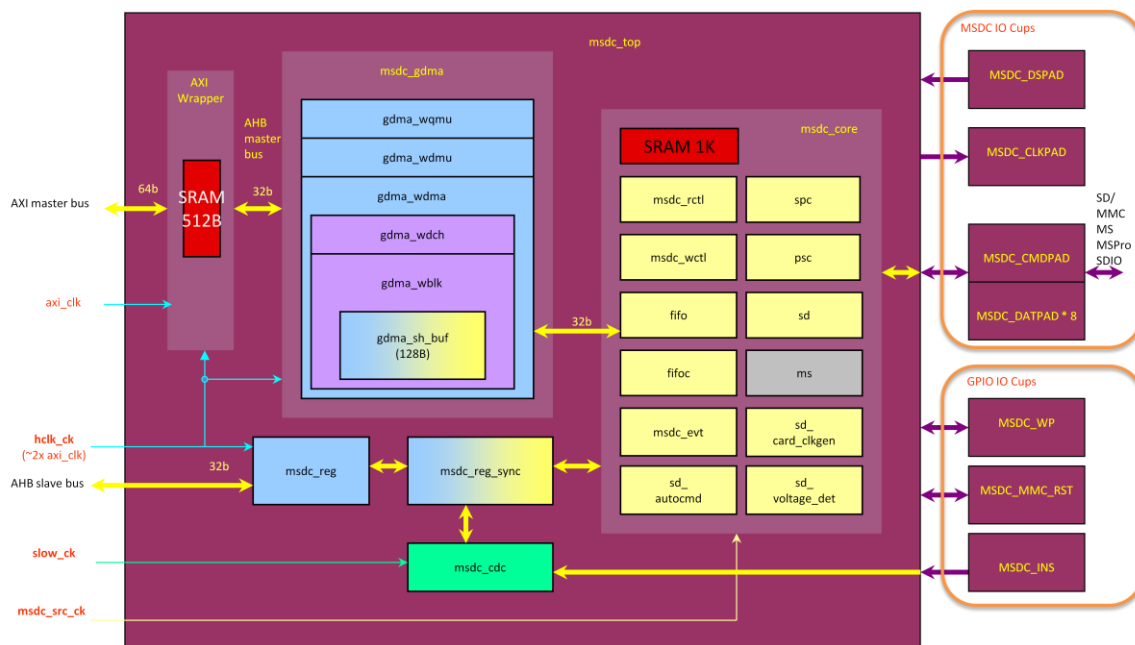 msdc_top
MSDC IO Cups
msdc_gdma
AXI
Wrapper
AHB
master
bus
64b
32b
AXI master bus
SRAM
512B
axi_clk
gdma_wqmu
gdma_wdmu
gdma_wdma
gdma_wdch
gdma_wblk
gdma_sh_buf
(128B)
32b
msdc_core
SRAM 1K
msdc_rctl
spc
msdc_wctl
psc
fifo
sd
fifoc
ms
msdc_evt
sd_
card_clkgen
sd_
autocmd
sd_
voltage_det
MSDC_DSPAD
MSDC_CLKPAD
MSDC_CMDPAD
MSDC_DATPAD * 8
SD/
MMC
MS
MSPro
SDIO
GPIO IO Cups
MSDC_WP
MSDC_MMC_RST
MSDC_INS
hclk_ck
(~2x axi_clk)
32b
AHB slave bus
msdc_reg
msdc_reg_sync
slow_ck
msdc_cdc
msdc_src_ck